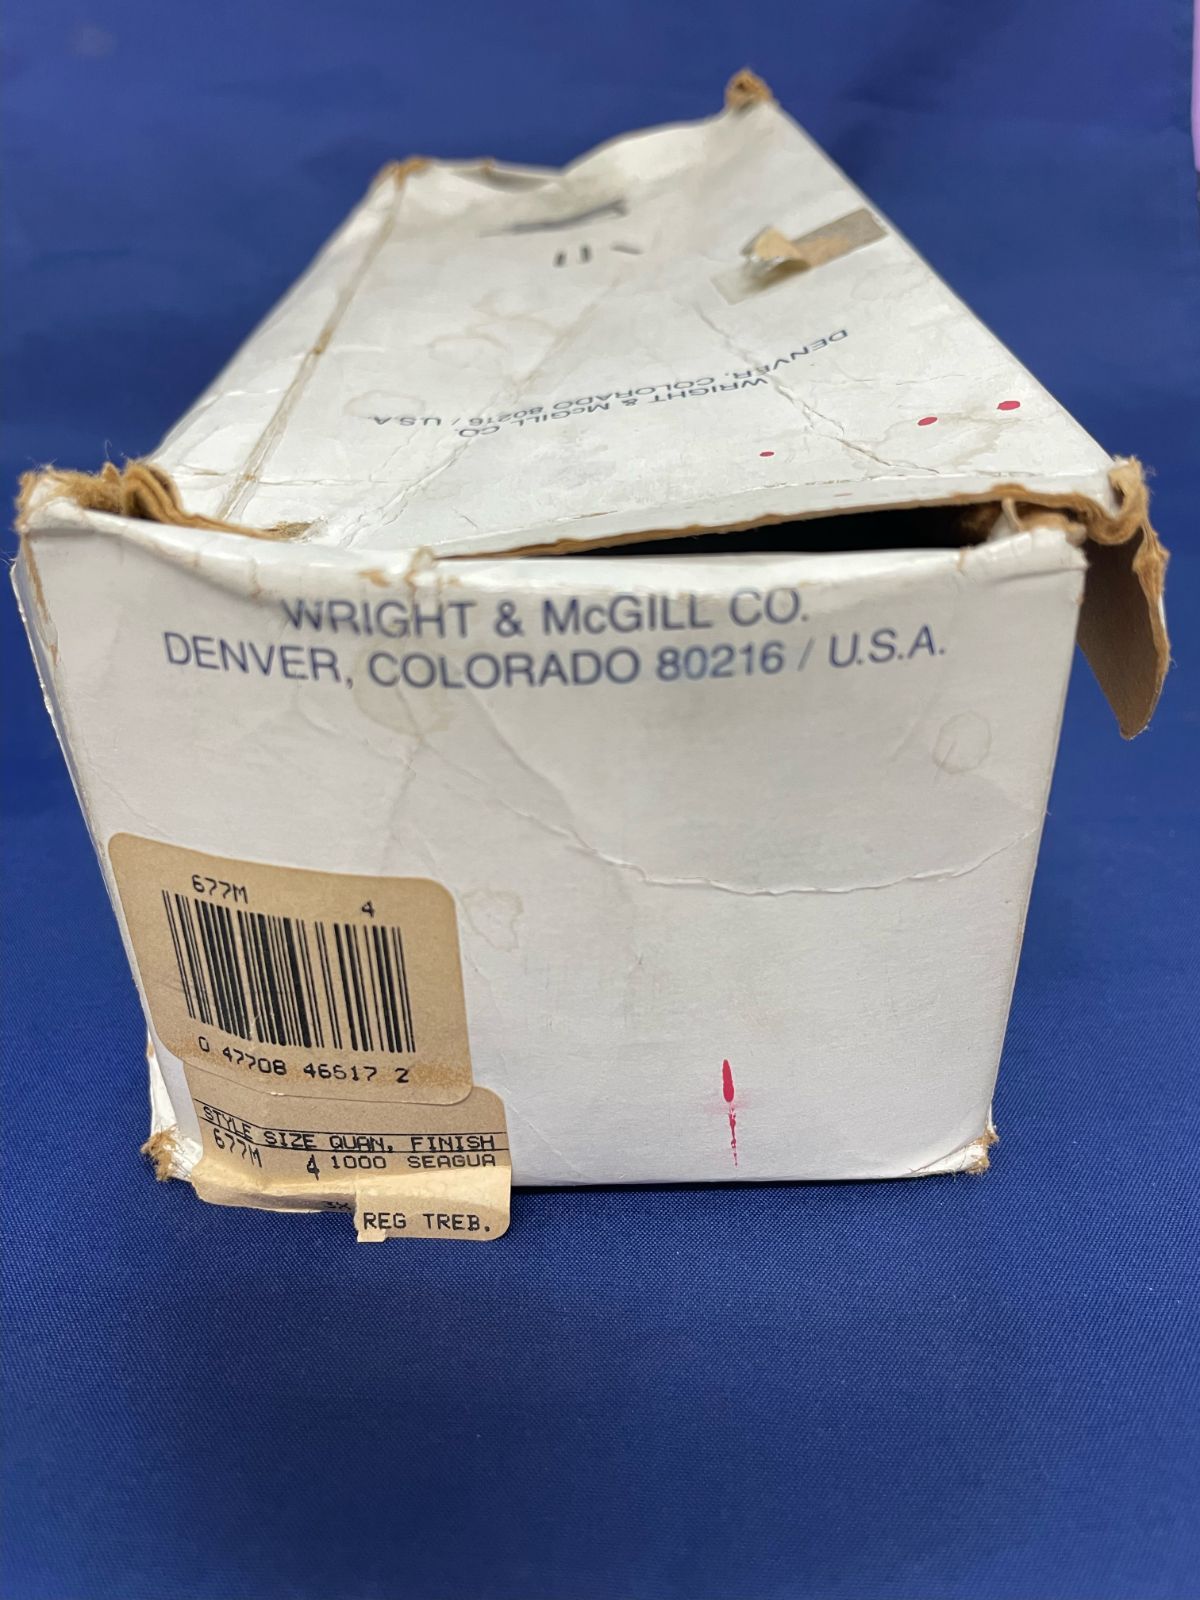 DENVER, COLORADO 80216 / U.S.A.
WRIGHT & McGILL CO.
WRIGHT & McGILL CO.
DENVER, COLORADO 80216 / U.S.A.
677M 4
0 47708 46617 2
STYLE SIZE QUAN. FINISH
677M 4 1000 SEAGUA
3X
REG TREB.